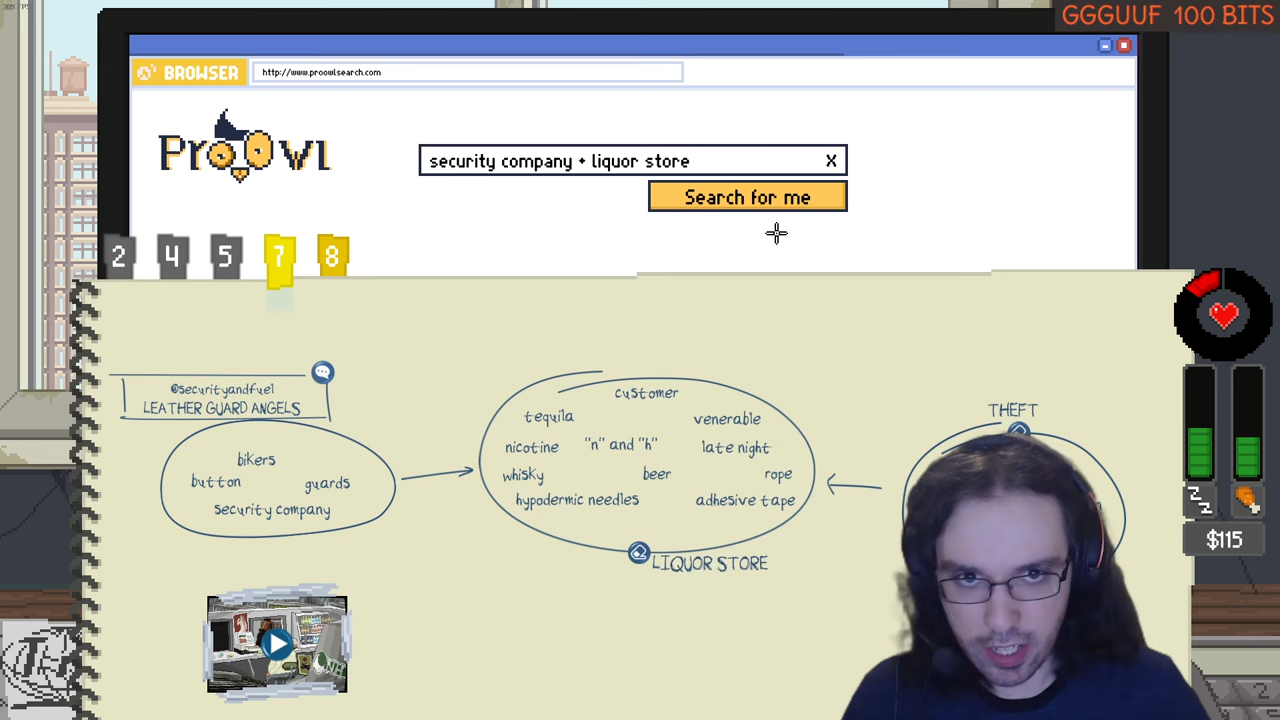 GGGUUF 100 BITS
BROWSER
http://www.proowlsearch.com
PrOOwl
security company + liquor store X
Search for me
2 4 5 7 8
@securityandfuel
LEATHER GUARD ANGELS
bikers
button
guards
security company
customer
tequila
venerable
nicotine
"n" and "h"
late night
whisky
beer
rope
hypodermic needles
adhesive tape
LIQUOR STORE
THEFT
$115